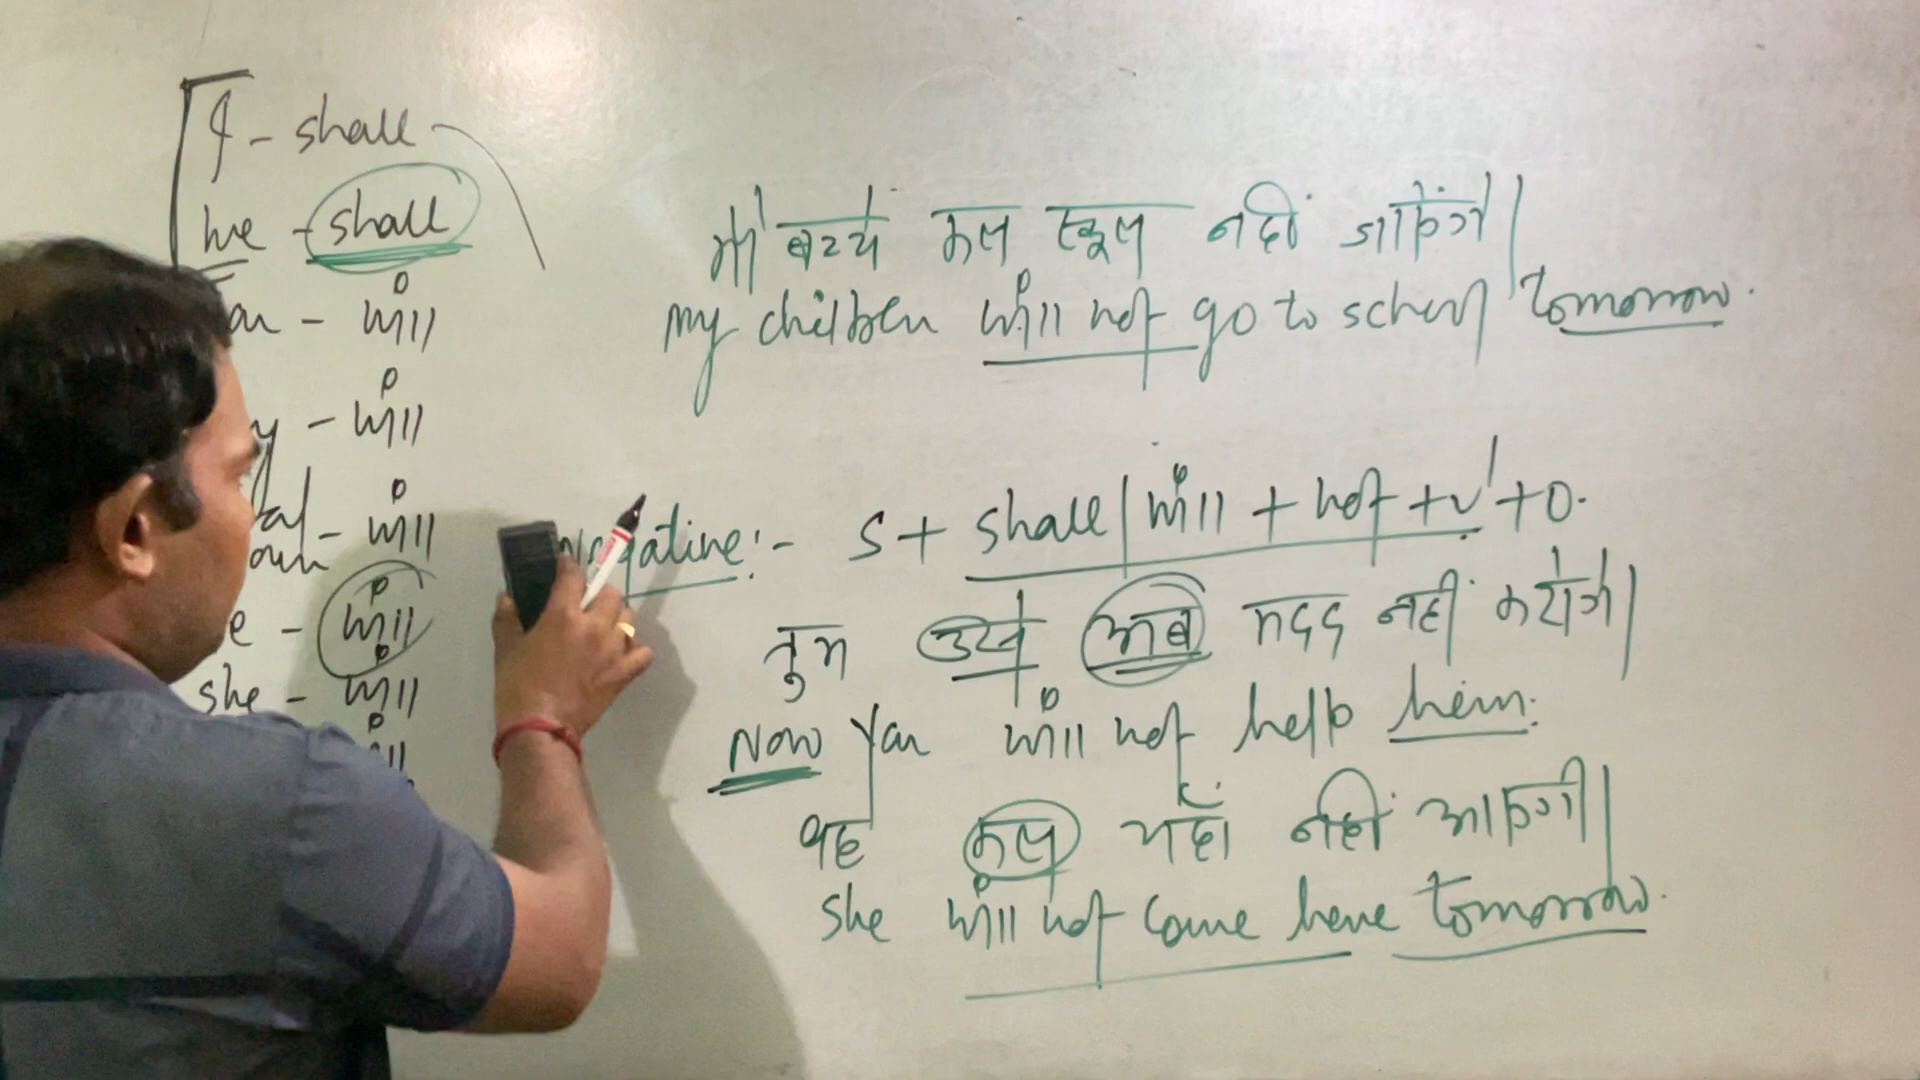 I - shall
we - shall
- will
- will
- will
- will
she - will
मेरे बच्चे कल स्कूल नहीं जाएंगे|
my children will not go to school tomorrow.
Negative:- S + shall | will + not + v' + O.
तुम उसे अब मदद नहीं करोगे|
Now you will not help him.
वह कल यहाँ नहीं आएगी|
She will not come here tomorrow.